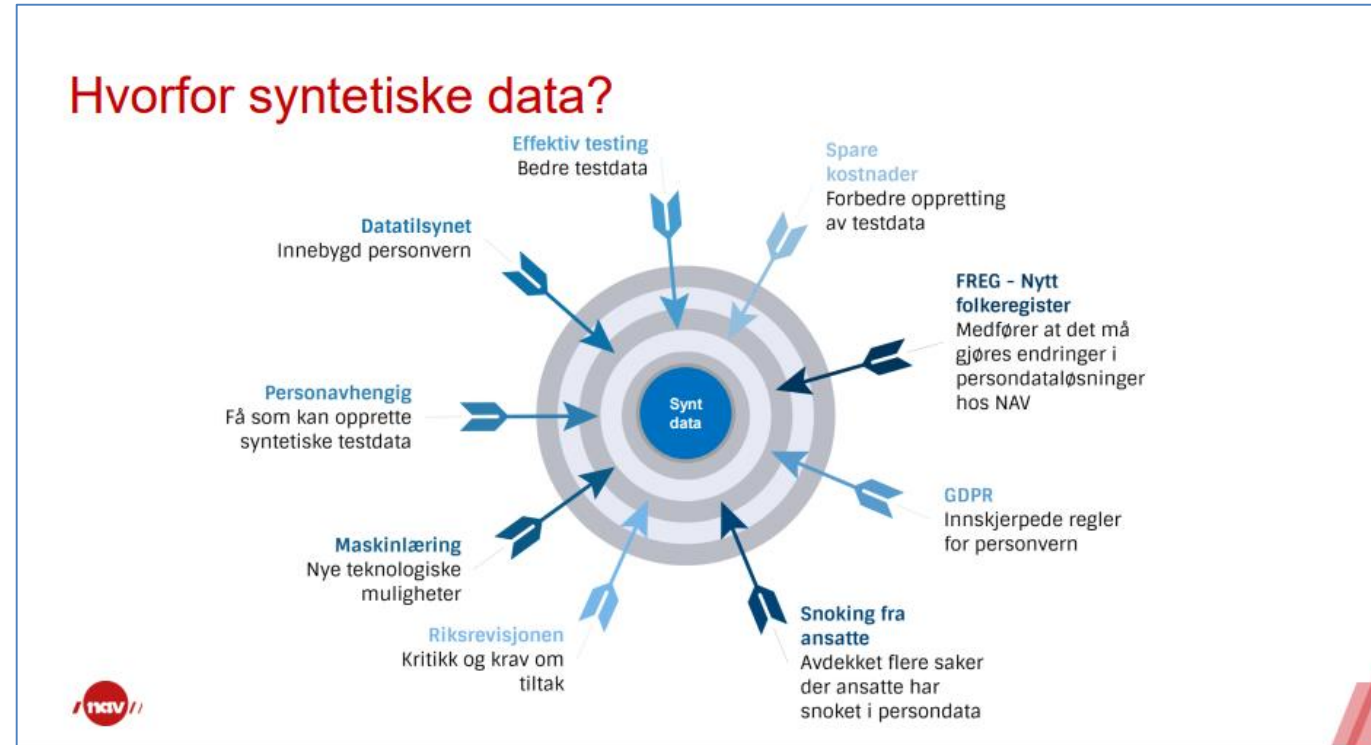 Hvorfor syntetiske data?
Effektiv testing
Bedre testdata
Spare
kostnader
Forbedre oppretting
av testdata
Datatilsynet
Innebygd personvern
FREG - Nytt
folkeregister
Medfører at det må
gjøres endringer i
persondataløsninger
hos NAV
Personavhengig
Få som kan opprette
syntetiske testdata
Synt
data
GDPR
Innskjerpede regler
for personvern
Maskinlæring
Nye teknologiske
muligheter
Riksrevisjonen
Kritikk og krav om
tiltak
Snoking fra
ansatte
Avdekket flere saker
der ansatte har
snoket i persondata
nav